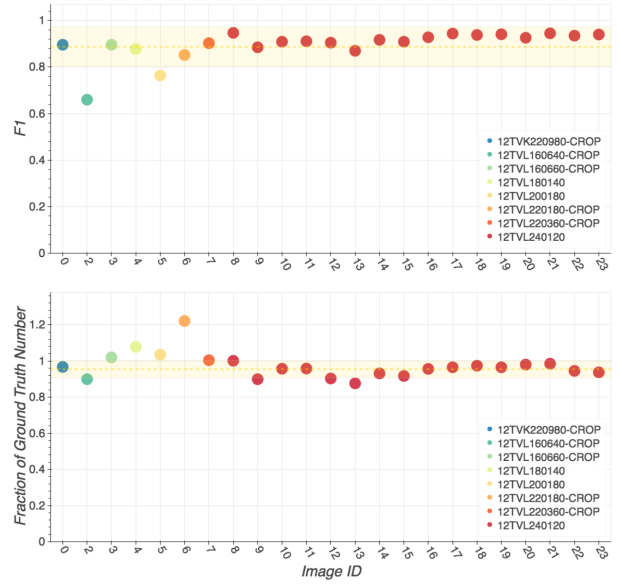 1
0.8
0.6
0.4
0.2
0
F1
12TVK220980-CROP
12TVL160640-CROP
12TVL160660-CROP
12TVL180140
12TVL200180
12TVL220180-CROP
12TVL220360-CROP
12TVL240120
0 2 3 4 5 6 7 8 9 10 11 12 13 14 15 16 17 18 19 20 21 22 23
1.2
1
0.8
0.6
0.4
0.2
0
Fraction of Ground Truth Number
12TVK220980-CROP
12TVL160640-CROP
12TVL160660-CROP
12TVL180140
12TVL200180
12TVL220180-CROP
12TVL220360-CROP
12TVL240120
0 2 3 4 5 6 7 8 9 10 11 12 13 14 15 16 17 18 19 20 21 22 23
Image ID